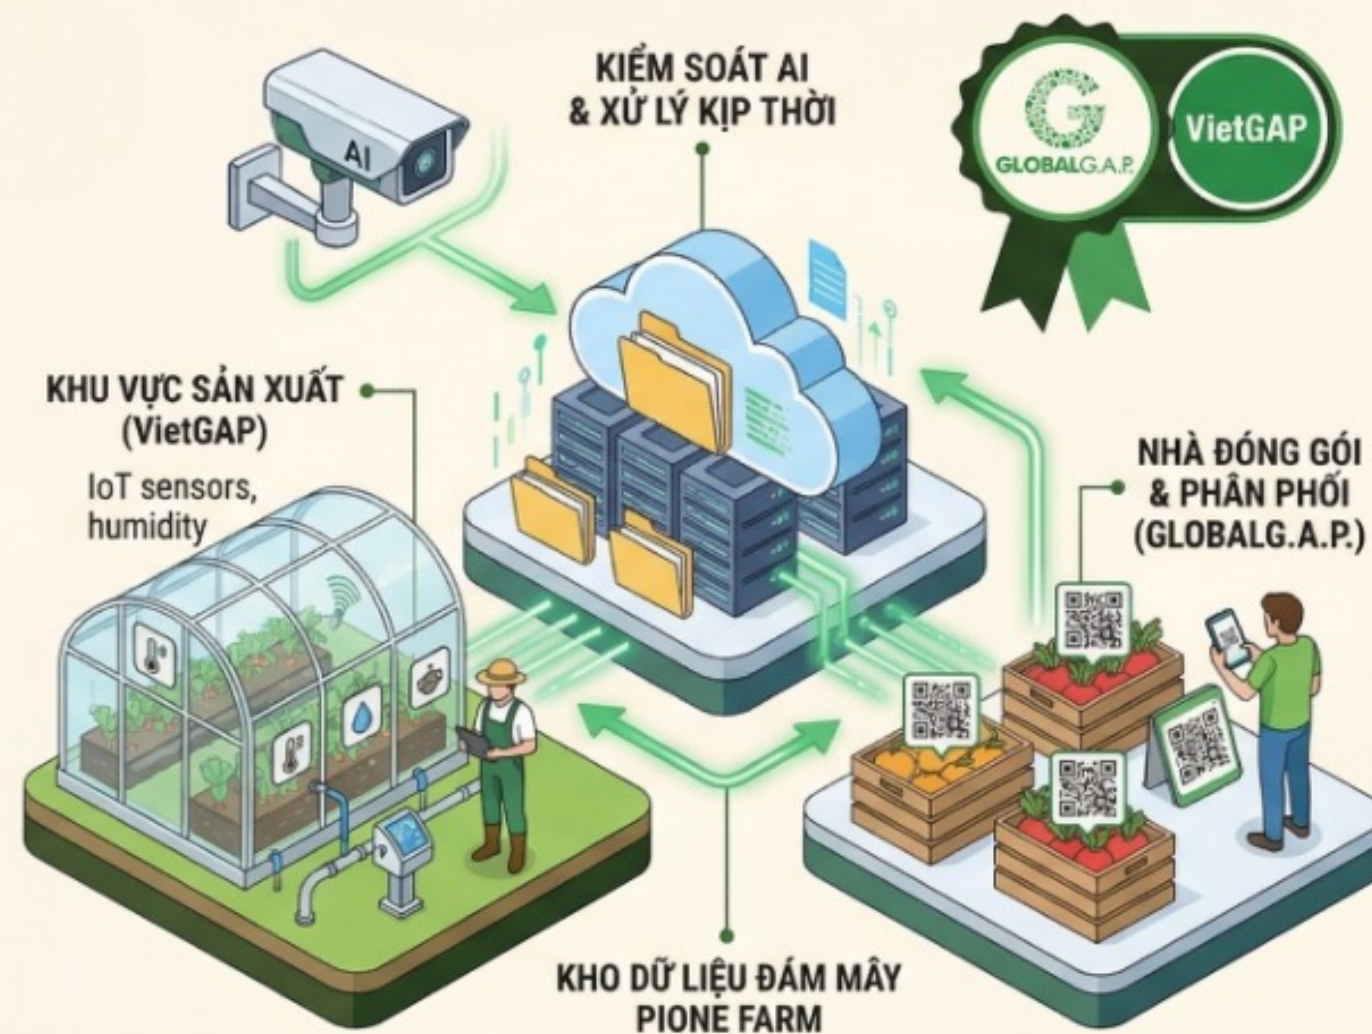 KIỂM SOÁT AI
& XỬ LÝ KỊP THỜI
AI
GLOBALG.A.P.
VietGAP
KHU VỰC SẢN XUẤT
(VietGAP)
IoT sensors,
humidity
NHÀ ĐÓNG GÓI
& PHÂN PHỐI
(GLOBALG.A.P.)
KHO DỮ LIỆU ĐÁM MÂY
PIONE FARM